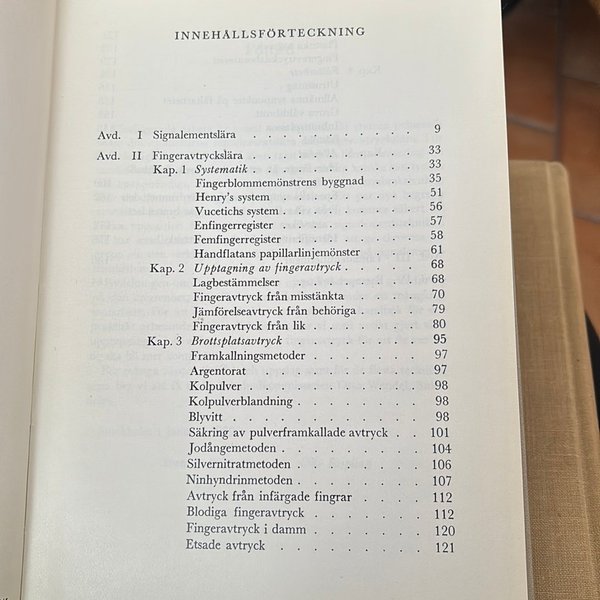 INNEHÅLLSFÖRTECKNING
Avd. I Signalementslära . . . . . . . . . . . 9
Avd. II Fingeravtryckslära . . . . . . . . . . . 33
Kap. 1 Systematik . . . . . . . . . . . 33
Fingerblommemönstrens byggnad . . . . 35
Henry's system . . . . . . . . . 51
Vucetichs system . . . . . . . . . 56
Enfingerregister . . . . . . . . . 57
Femfingerregister . . . . . . . . 58
Handflatans papillarlinjemönster . . . . 61
Kap. 2 Upptagning av fingeravtryck . . . . . . 68
Lagbestämmelser . . . . . . . . 68
Fingeravtryck från misstänkta . . . . . 70
Jämförelseavtryck från behöriga . . . . 79
Fingeravtryck från lik . . . . . . . 80
Kap. 3 Brottsplatsavtryck . . . . . . . . . 95
Framkallningsmetoder . . . . . . . 97
Argentorat . . . . . . . . . . 97
Kolpulver . . . . . . . . . . 98
Kolpulverblandning . . . . . . . . 98
Blyvitt . . . . . . . . . . . 98
Säkring av pulverframkallade avtryck . . . 101
Jodångemetoden . . . . . . . . 104
Silvernitratmetoden . . . . . . . . 106
Ninhyndrinmetoden . . . . . . . . 107
Avtryck från infärgade fingrar . . . . . 112
Blodiga fingeravtryck . . . . . . . 112
Fingeravtryck i damm . . . . . . . 120
Etsade avtryck . . . . . . . . . 121